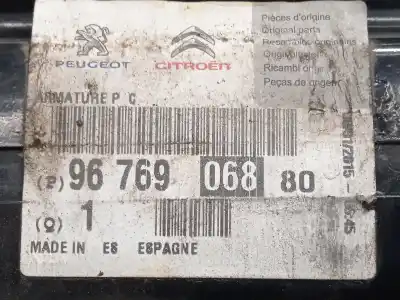 PEUGEOT
CITROËN
Pièces d'origine
Original parts
Recambios originales
Ricambi
Peças de origem
ARMATURE P C
(P) 96 769 068 80
(Q) 1
MADE IN ES ESPAGNE